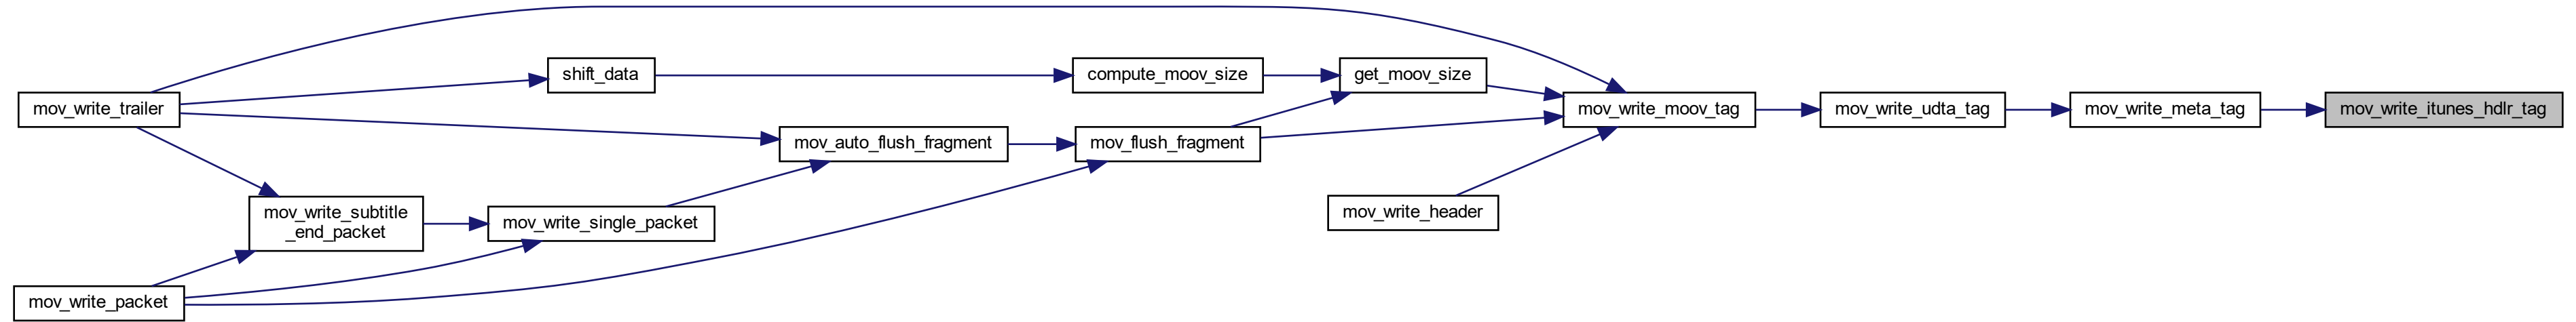 mov_write_trailer
shift_data
compute_moov_size
get_moov_size
mov_write_moov_tag
mov_write_udta_tag
mov_write_meta_tag
mov_write_itunes_hdlr_tag
mov_auto_flush_fragment
mov_flush_fragment
mov_write_subtitle
_end_packet
mov_write_single_packet
mov_write_header
mov_write_packet